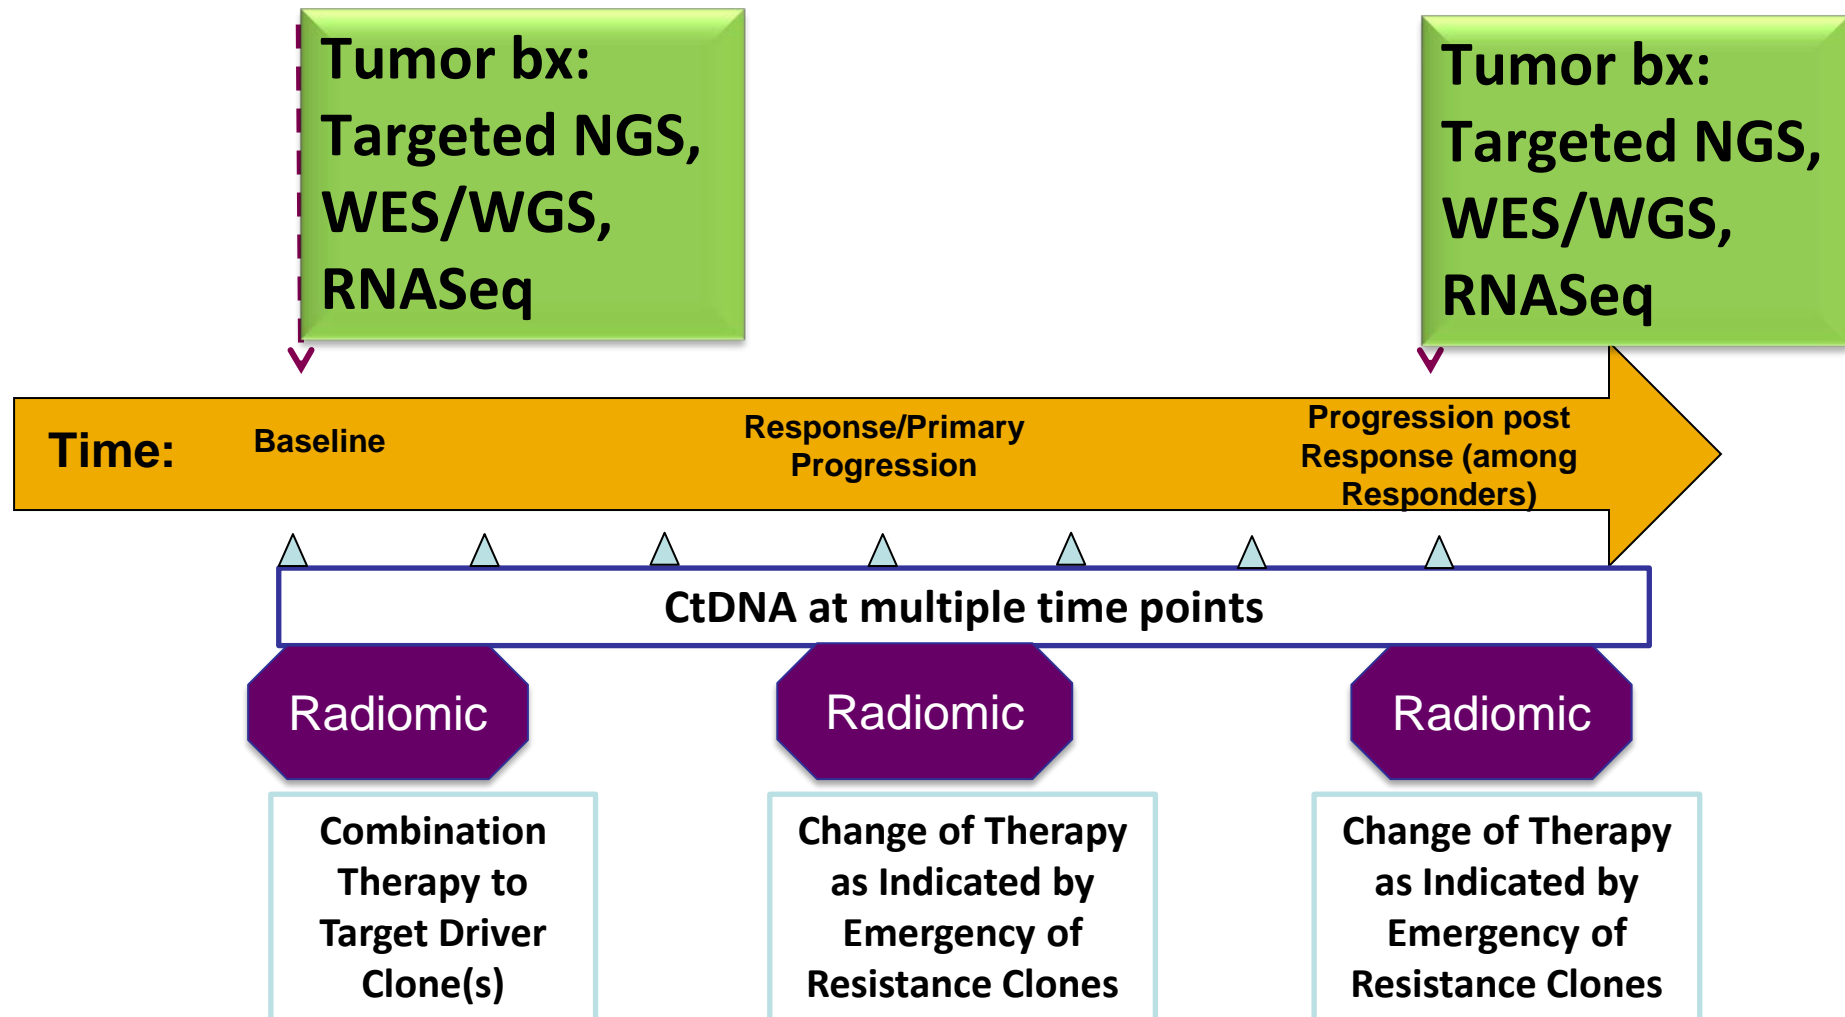 Tumor bx:
Targeted NGS,
WES/WGS,
RNASeq
Tumor bx:
Targeted NGS,
WES/WGS,
RNASeq
Time:
Baseline
Response/Primary
Progression
Progression post
Response (among
Responders)
CtDNA at multiple time points
Radiomic
Radiomic
Radiomic
Combination
Therapy to
Target Driver
Clone(s)
Change of Therapy
as Indicated by
Emergency of
Resistance Clones
Change of Therapy
as Indicated by
Emergency of
Resistance Clones